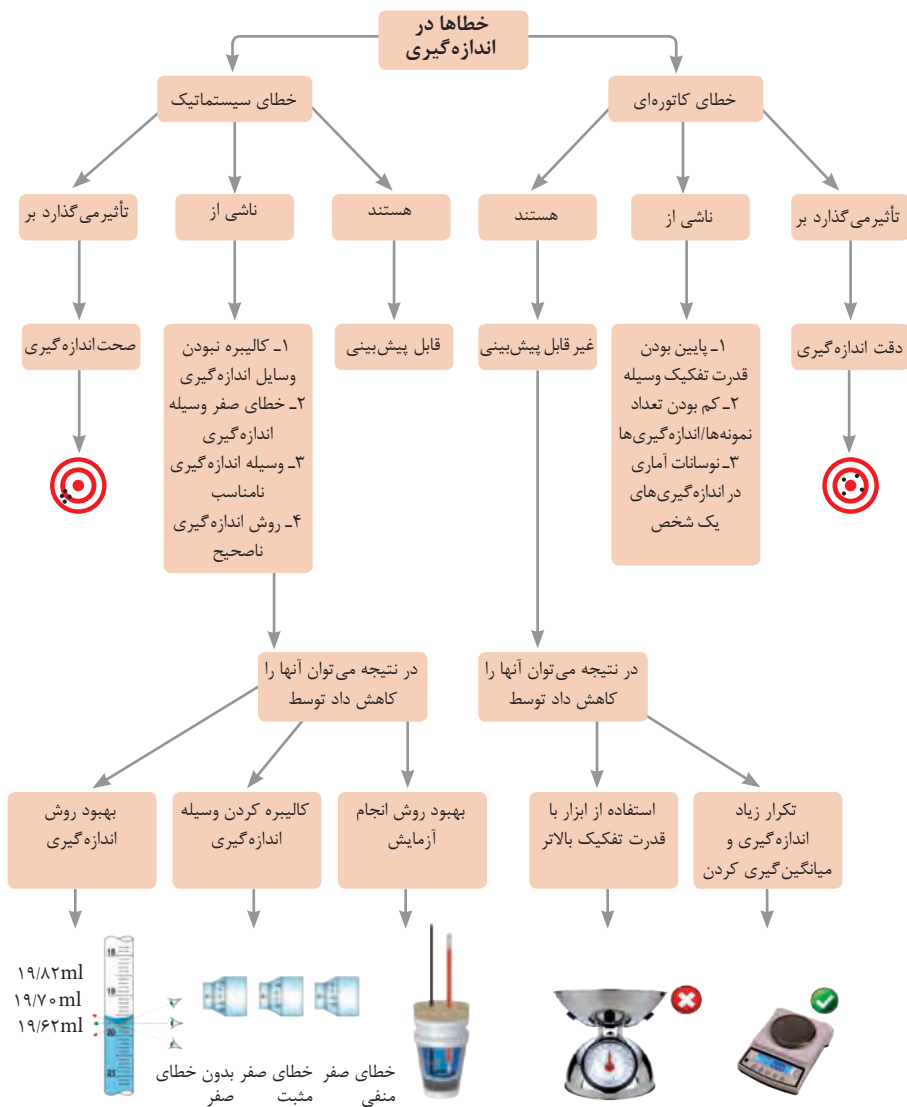 خطاها در
اندازه‌گیری
خطای کاتوره‌ای
خطای سیستماتیک
تأثیرمی‌گذارد بر
ناشی از
هستند
هستند
ناشی از
تأثیرمی‌گذارد بر
دقت اندازه‌گیری
۱ـ پایین بودن
قدرت تفکیک وسیله
۲ـ کم بودن تعداد
نمونه‌ها/اندازه‌گیری‌ها
۳ـ نوسانات آماری
در اندازه‌گیری‌های
یک شخص
غیر قابل پیش‌بینی
قابل پیش‌بینی
۱ـ کالیبره نبودن
وسایل اندازه‌گیری
۲ـ خطای صفر وسیله
اندازه‌گیری
۳ـ وسیله اندازه‌گیری
نامناسب
۴ـ روش اندازه‌گیری
ناصحیح
صحت اندازه‌گیری
در نتیجه می‌توان آنها را
کاهش داد توسط
در نتیجه می‌توان آنها را
کاهش داد توسط
تکرار زیاد
اندازه‌گیری و
میانگین‌گیری کردن
استفاده از ابزار با
قدرت تفکیک بالاتر
بهبود روش انجام
آزمایش
کالیبره کردن وسیله
اندازه‌گیری
بهبود روش
اندازه‌گیری
خطای صفر
منفی
خطای صفر
مثبت
بدون خطای
صفر
18
19
20
21
۱۹/۸۲ml
۱۹/۷۰ml
۱۹/۶۲ml